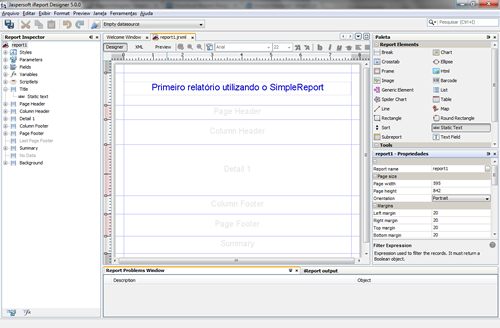 Jaspersoft iReport Designer 5.0.0
Arquivo Editar Exibir Format Preview Janela Ferramentas Ajuda
Empty datasource
Pesquisar (Ctrl+I)
Report Inspector
report1
Styles
Parameters
Fields
Variables
Scriptlets
Title
Static text
Page Header
Column Header
Detail 1
Column Footer
Page Footer
Last Page Footer
Summary
No Data
Background
Welcome Window
report1.jrxml
Designer XML Preview
Arial
Primeiro relatório utilizando o SimpleReport
Page Header
Column Header
Detail 1
Column Footer
Page Footer
Summary
Report Problems Window
iReport output
Description Object
Paleta
Report Elements
Break Chart
Crosstab Ellipse
Frame Html
Image Barcode
Generic Element List
Spider Chart Table
Line Map
Rectangle Round Rectangle
Sort Static Text
Subreport Text Field
Tools
report1 - Propriedades
Report name report1
Page size
Page width 595
Page height 842
Orientation Portrait
Margins
Left margin 20
Right margin 20
Top margin 20
Bottom margin 20
Filter Expression
Expression used to filter the records. It must return a
Boolean object.